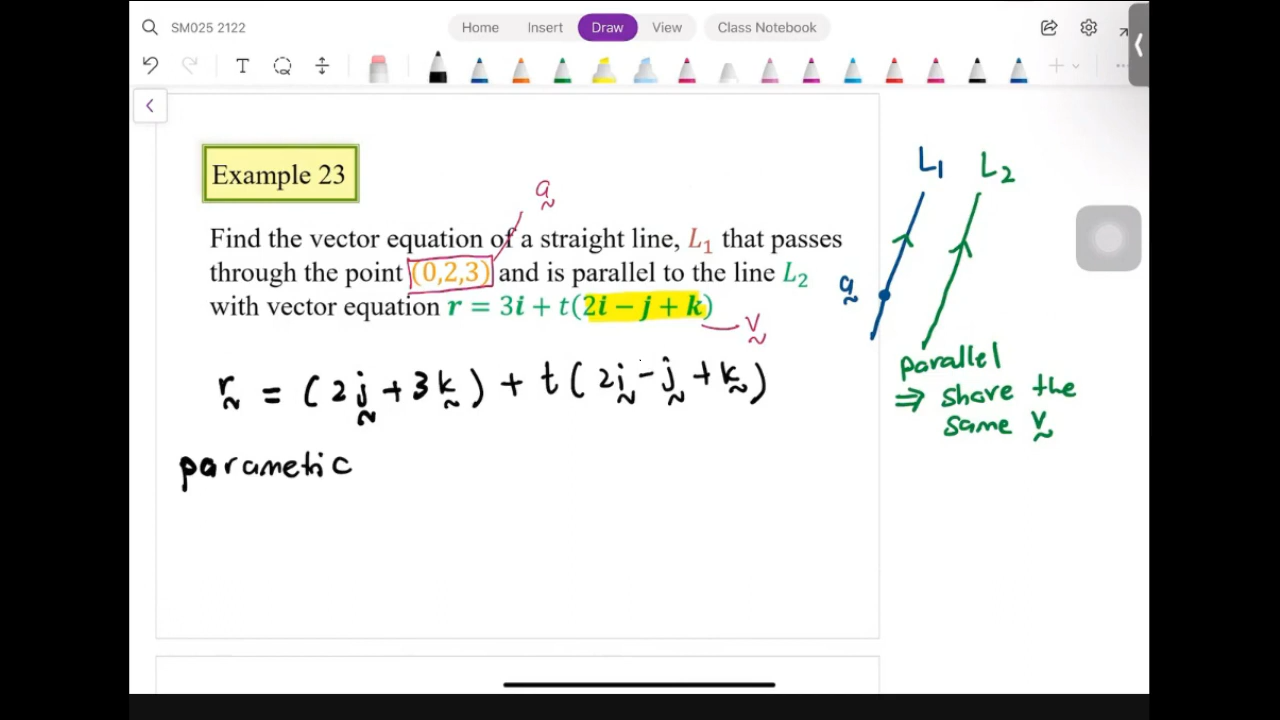 SM025 2122
Home Insert Draw View Class Notebook
Example 23
a
Find the vector equation of a straight line, L₁ that passes
through the point (0,2,3) and is parallel to the line L₂
with vector equation r = 3i + t(2i − j + k)
v
r = (2j + 3k) + t(2i - j + k)
parametic
L1 L2
a
parallel
⇒ share the
same v